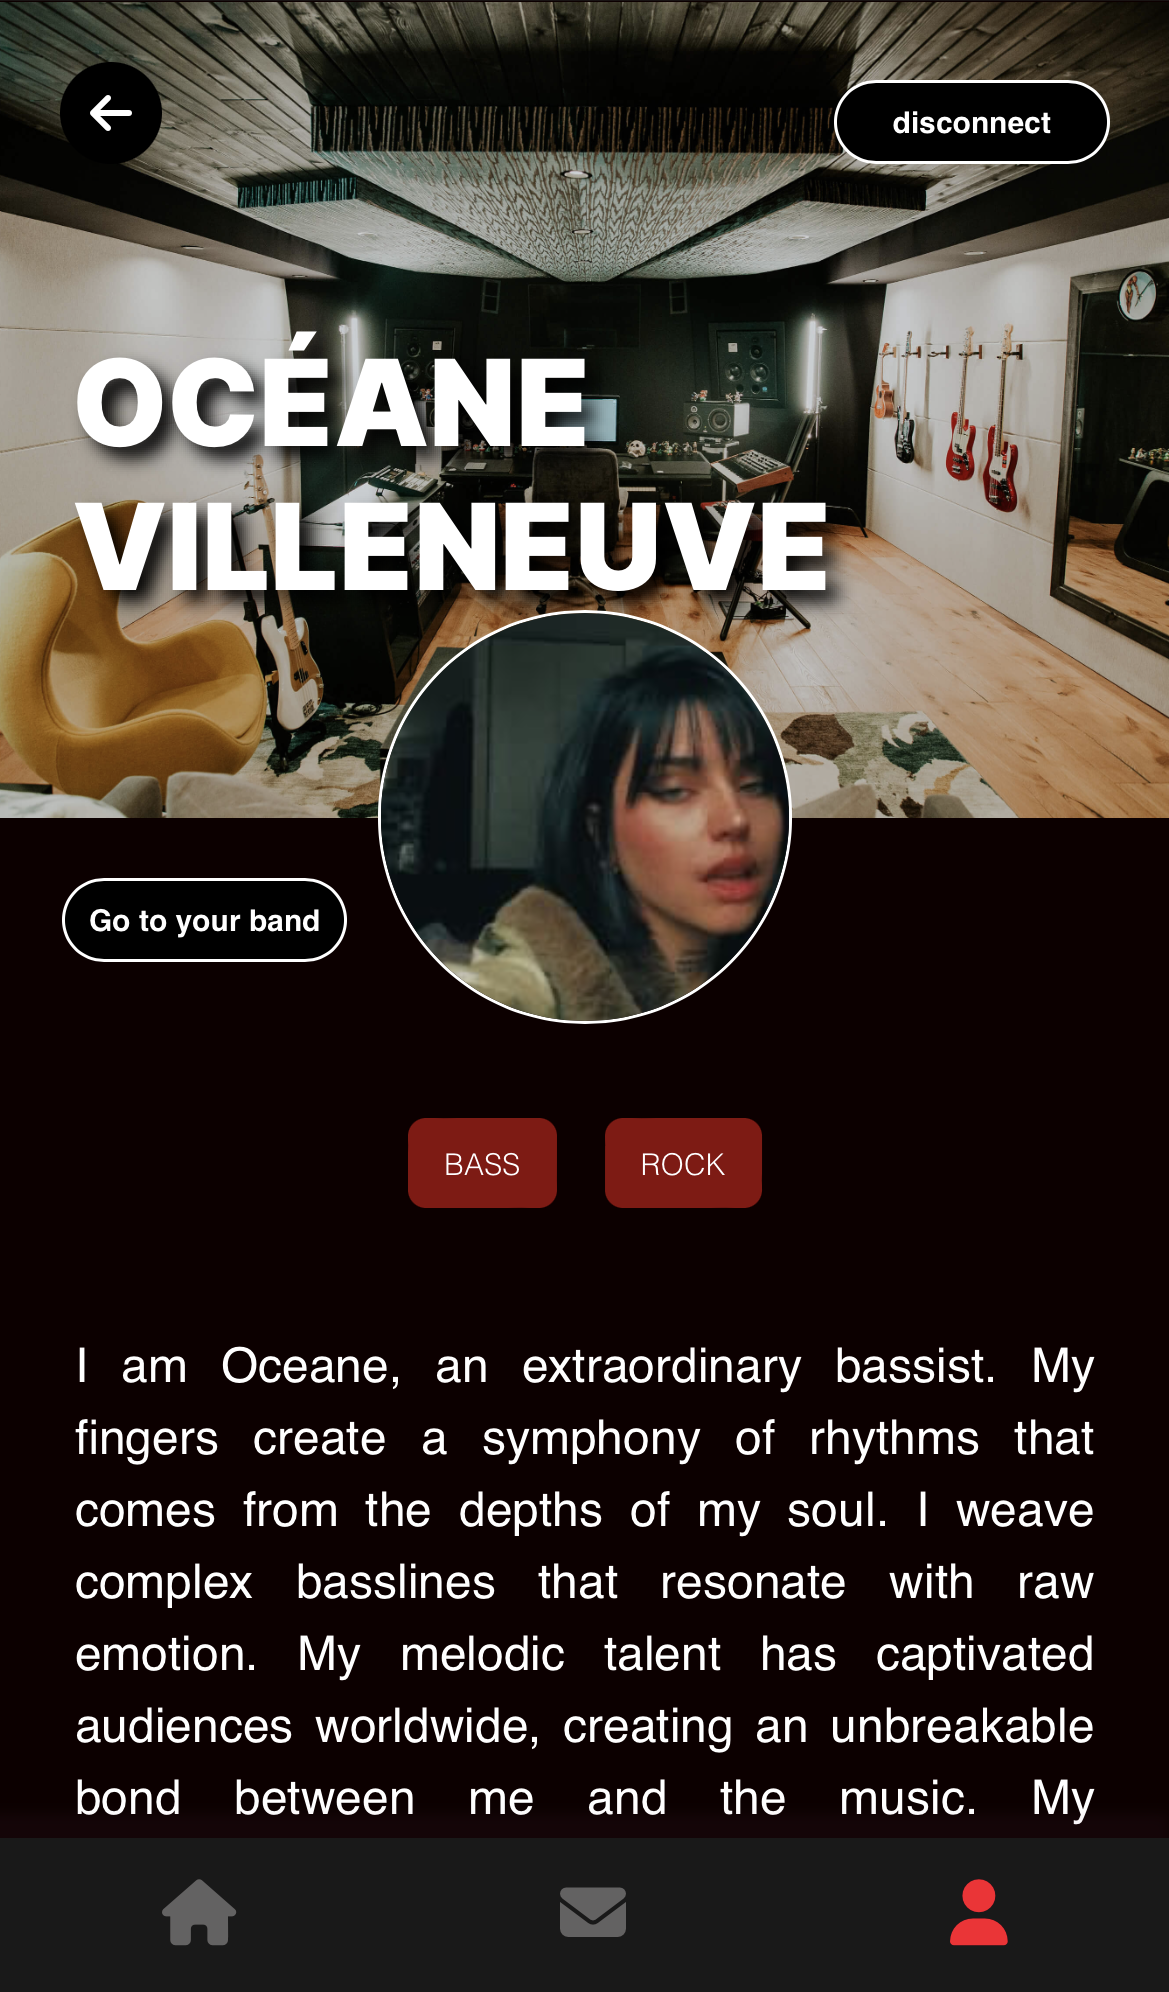 disconnect
OCÉANE
VILLENEUVE
Go to your band
BASS
ROCK
I am Oceane, an extraordinary bassist. My
fingers create a symphony of rhythms that
comes from the depths of my soul. I weave
complex basslines that resonate with raw
emotion. My melodic talent has captivated
audiences worldwide, creating an unbreakable
bond between me and the music. My